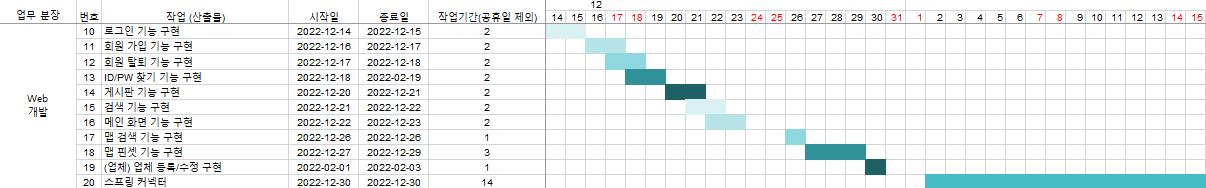 12
업무 분장 번호 작업 (산출물) 시작일 종료일 작업기간(공휴일 제외) 14 15 16 17 18 19 20 21 22 23 24 25 26 27 28 29 30 31 1 2 3 4 5 6 7 8 9 10 11 12 13 14 15
Web
개발
10 로그인 기능 구현 2022-12-14 2022-12-15 2
11 회원 가입 기능 구현 2022-12-16 2022-12-17 2
12 회원 탈퇴 기능 구현 2022-12-17 2022-12-18 2
13 ID/PW 찾기 기능 구현 2022-12-18 2022-02-19 2
14 게시판 기능 구현 2022-12-20 2022-12-21 2
15 검색 기능 구현 2022-12-21 2022-12-22 2
16 메인 화면 기능 구현 2022-12-22 2022-12-23 2
17 맵 검색 기능 구현 2022-12-26 2022-12-26 1
18 맵 핀셋 기능 구현 2022-12-27 2022-12-29 3
19 (업체) 업체 등록/수정 구현 2022-02-01 2022-02-03 1
20 스프링 커넥터 2022-12-30 2022-12-30 14